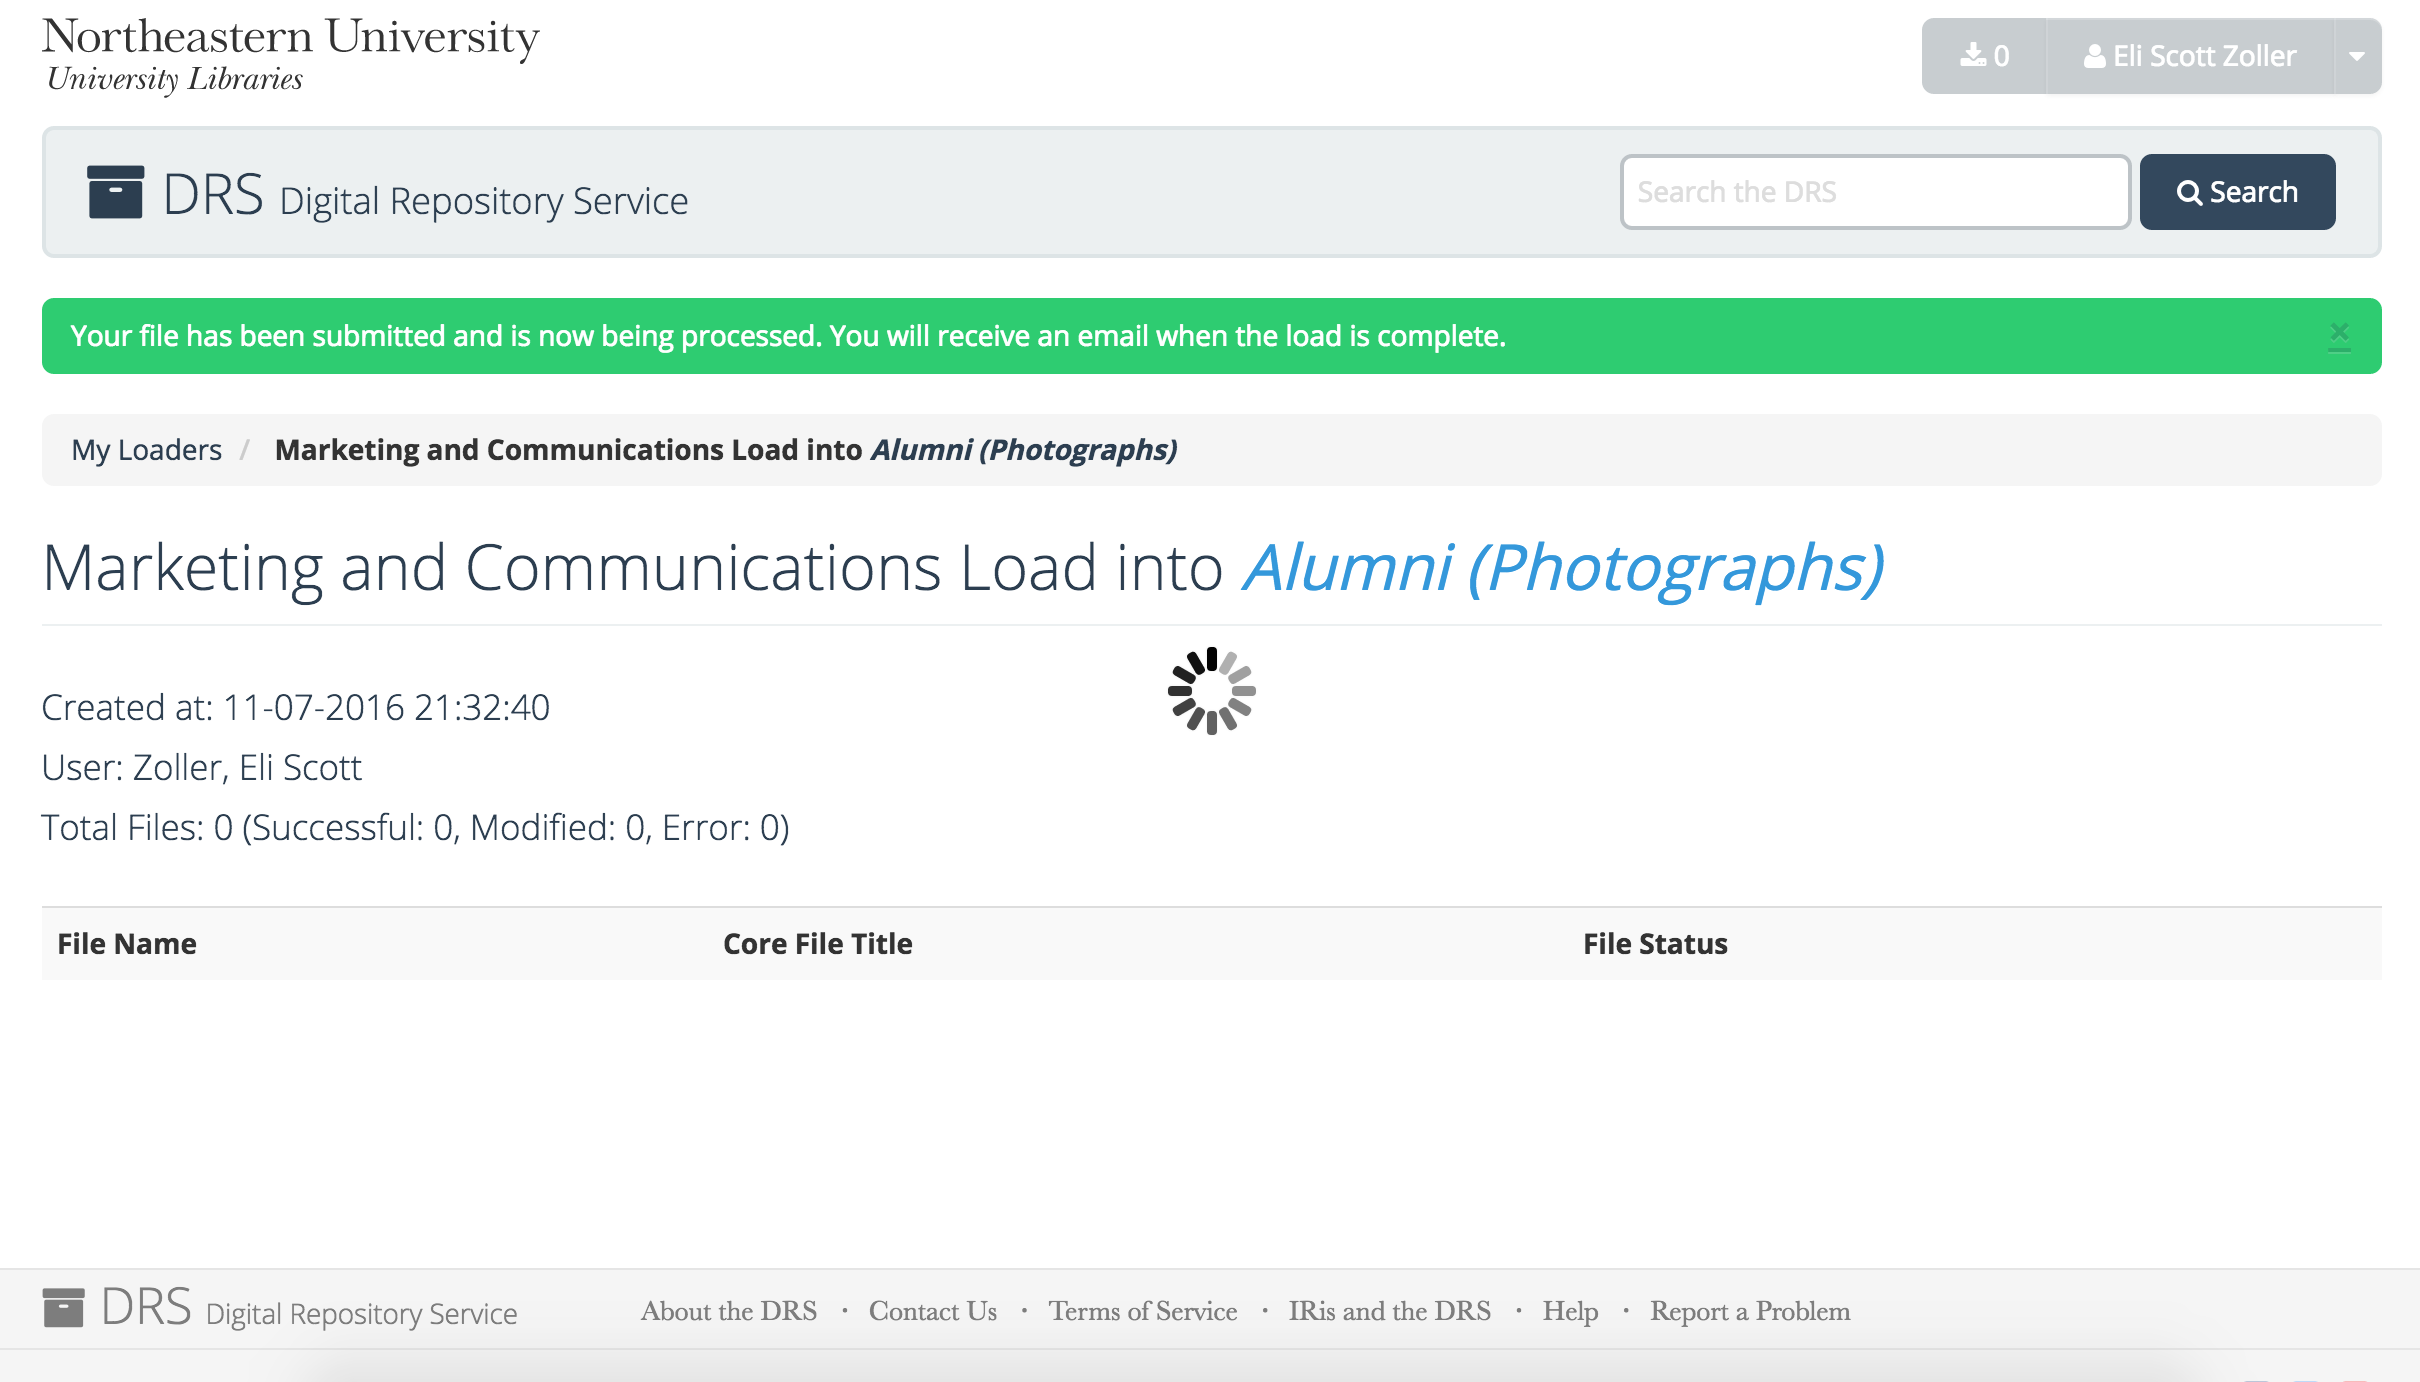 Northeastern University
University Libraries
0
Eli Scott Zoller
DRS Digital Repository Service
Search the DRS
Search
Your file has been submitted and is now being processed. You will receive an email when the load is complete.
×
My Loaders / Marketing and Communications Load into Alumni (Photographs)
Marketing and Communications Load into Alumni (Photographs)
Created at: 11-07-2016 21:32:40
User: Zoller, Eli Scott
Total Files: 0 (Successful: 0, Modified: 0, Error: 0)
File Name Core File Title File Status
DRS Digital Repository Service
About the DRS · Contact Us · Terms of Service · IRis and the DRS · Help · Report a Problem